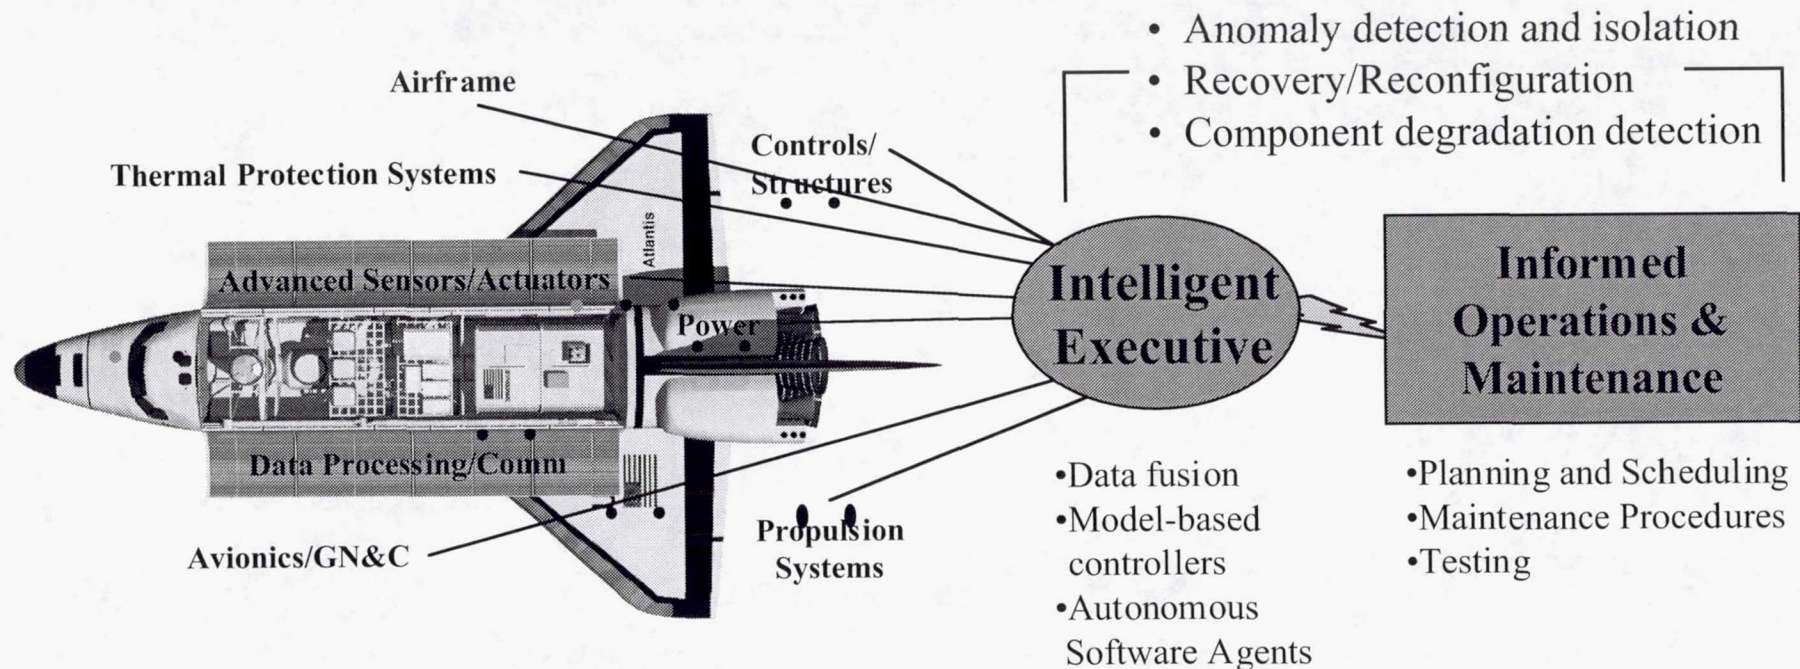 • Anomaly detection and isolation
• Recovery/Reconfiguration
• Component degradation detection
Airframe
Thermal Protection Systems
Controls/
Structures
Atlantis
Advanced Sensors/Actuators
Power
Data Processing/Comm
Avionics/GN&C
Propulsion
Systems
Intelligent
Executive
Informed
Operations &
Maintenance
•Data fusion
•Model-based
controllers
•Autonomous
Software Agents
•Planning and Scheduling
•Maintenance Procedures
•Testing